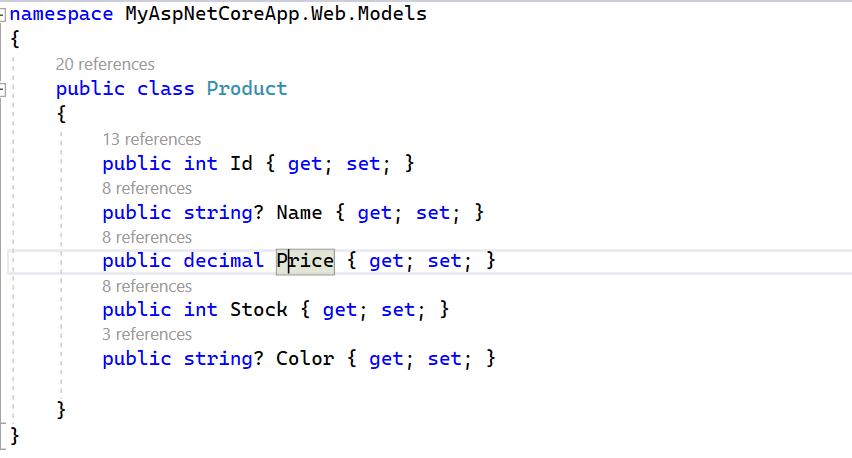 namespace MyAspNetCoreApp.Web.Models
{
20 references
public class Product
{
13 references
public int Id { get; set; }
8 references
public string? Name { get; set; }
8 references
public decimal Price { get; set; }
8 references
public int Stock { get; set; }
3 references
public string? Color { get; set; }
}
}